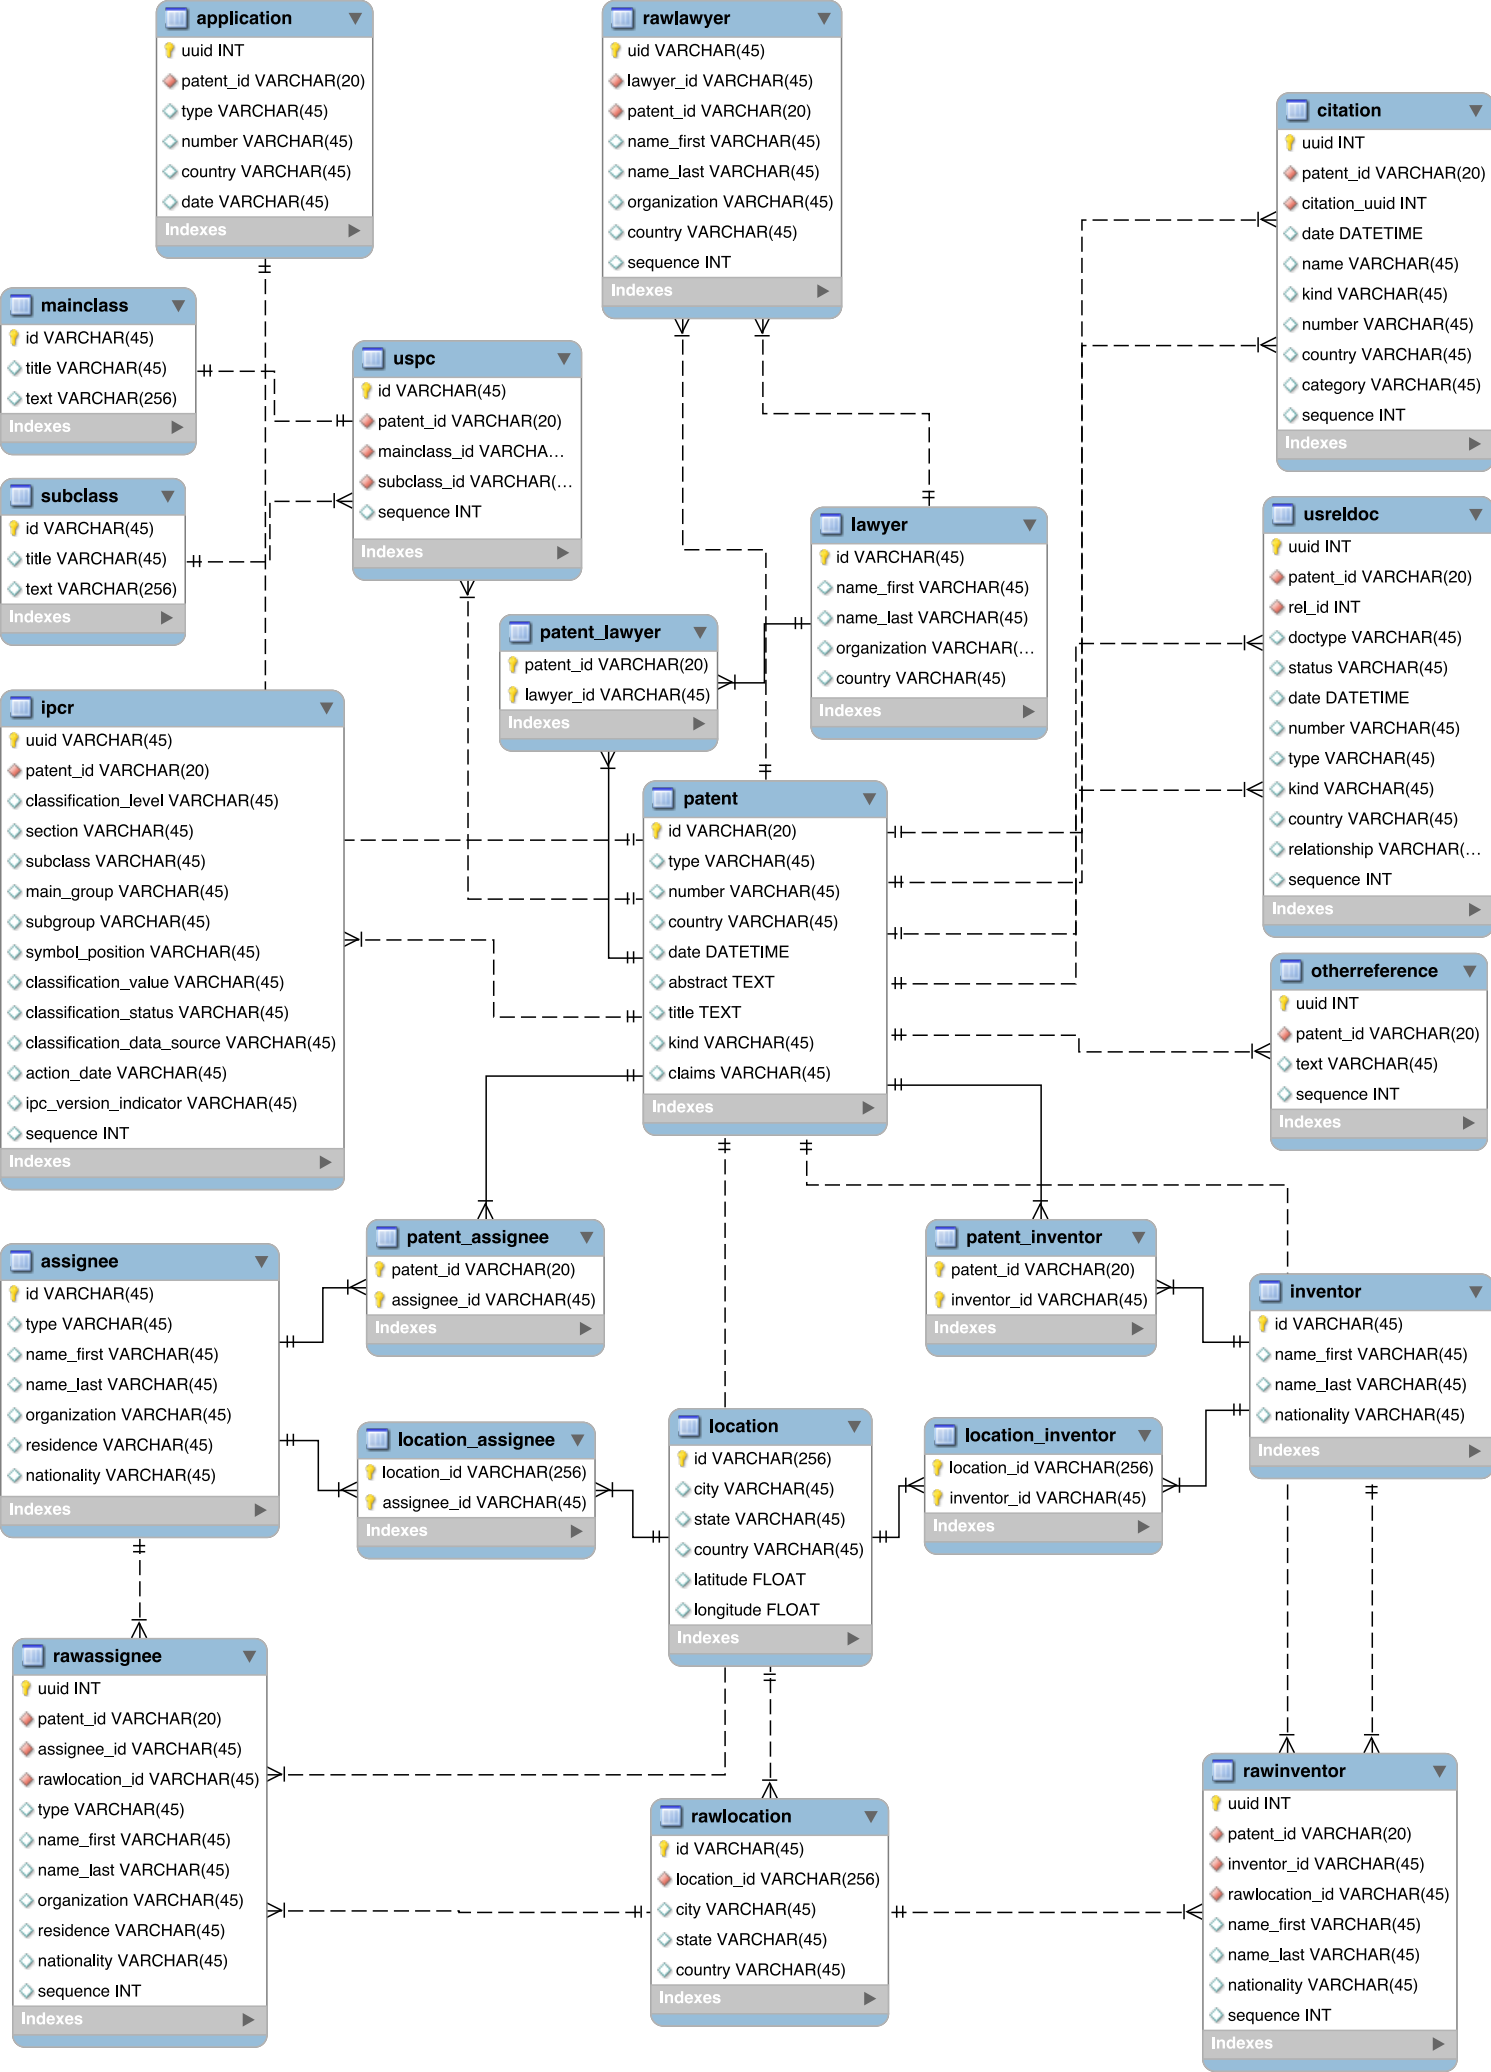 application
uuid INT
patent_id VARCHAR(20)
type VARCHAR(45)
number VARCHAR(45)
country VARCHAR(45)
date VARCHAR(45)
Indexes
rawlawyer
uid VARCHAR(45)
lawyer_id VARCHAR(45)
patent_id VARCHAR(20)
name_first VARCHAR(45)
name_last VARCHAR(45)
organization VARCHAR(45)
country VARCHAR(45)
sequence INT
Indexes
citation
uuid INT
patent_id VARCHAR(20)
citation_uuid INT
date DATETIME
name VARCHAR(45)
kind VARCHAR(45)
number VARCHAR(45)
country VARCHAR(45)
category VARCHAR(45)
sequence INT
Indexes
mainclass
id VARCHAR(45)
title VARCHAR(45)
text VARCHAR(256)
Indexes
uspc
id VARCHAR(45)
patent_id VARCHAR(20)
mainclass_id VARCHA...
subclass_id VARCHAR(...
sequence INT
Indexes
subclass
id VARCHAR(45)
title VARCHAR(45)
text VARCHAR(256)
Indexes
lawyer
id VARCHAR(45)
name_first VARCHAR(45)
name_last VARCHAR(45)
organization VARCHAR(...
country VARCHAR(45)
Indexes
usreldoc
uuid INT
patent_id VARCHAR(20)
rel_id INT
doctype VARCHAR(45)
status VARCHAR(45)
date DATETIME
number VARCHAR(45)
type VARCHAR(45)
kind VARCHAR(45)
country VARCHAR(45)
relationship VARCHAR(...
sequence INT
Indexes
patent_lawyer
patent_id VARCHAR(20)
lawyer_id VARCHAR(45)
Indexes
ipcr
uuid VARCHAR(45)
patent_id VARCHAR(20)
classification_level VARCHAR(45)
section VARCHAR(45)
subclass VARCHAR(45)
main_group VARCHAR(45)
subgroup VARCHAR(45)
symbol_position VARCHAR(45)
classification_value VARCHAR(45)
classification_status VARCHAR(45)
classification_data_source VARCHAR(45)
action_date VARCHAR(45)
ipc_version_indicator VARCHAR(45)
sequence INT
Indexes
patent
id VARCHAR(20)
type VARCHAR(45)
number VARCHAR(45)
country VARCHAR(45)
date DATETIME
abstract TEXT
title TEXT
kind VARCHAR(45)
claims VARCHAR(45)
Indexes
otherreference
uuid INT
patent_id VARCHAR(20)
text VARCHAR(45)
sequence INT
Indexes
assignee
id VARCHAR(45)
type VARCHAR(45)
name_first VARCHAR(45)
name_last VARCHAR(45)
organization VARCHAR(45)
residence VARCHAR(45)
nationality VARCHAR(45)
Indexes
patent_assignee
patent_id VARCHAR(20)
assignee_id VARCHAR(45)
Indexes
patent_inventor
patent_id VARCHAR(20)
inventor_id VARCHAR(45)
Indexes
inventor
id VARCHAR(45)
name_first VARCHAR(45)
name_last VARCHAR(45)
nationality VARCHAR(45)
Indexes
location_assignee
location_id VARCHAR(256)
assignee_id VARCHAR(45)
Indexes
location
id VARCHAR(256)
city VARCHAR(45)
state VARCHAR(45)
country VARCHAR(45)
latitude FLOAT
longitude FLOAT
Indexes
location_inventor
location_id VARCHAR(256)
inventor_id VARCHAR(45)
Indexes
rawassignee
uuid INT
patent_id VARCHAR(20)
assignee_id VARCHAR(45)
rawlocation_id VARCHAR(45)
type VARCHAR(45)
name_first VARCHAR(45)
name_last VARCHAR(45)
organization VARCHAR(45)
residence VARCHAR(45)
nationality VARCHAR(45)
sequence INT
Indexes
rawlocation
id VARCHAR(45)
location_id VARCHAR(256)
city VARCHAR(45)
state VARCHAR(45)
country VARCHAR(45)
Indexes
rawinventor
uuid INT
patent_id VARCHAR(20)
inventor_id VARCHAR(45)
rawlocation_id VARCHAR(45)
name_first VARCHAR(45)
name_last VARCHAR(45)
nationality VARCHAR(45)
sequence INT
Indexes